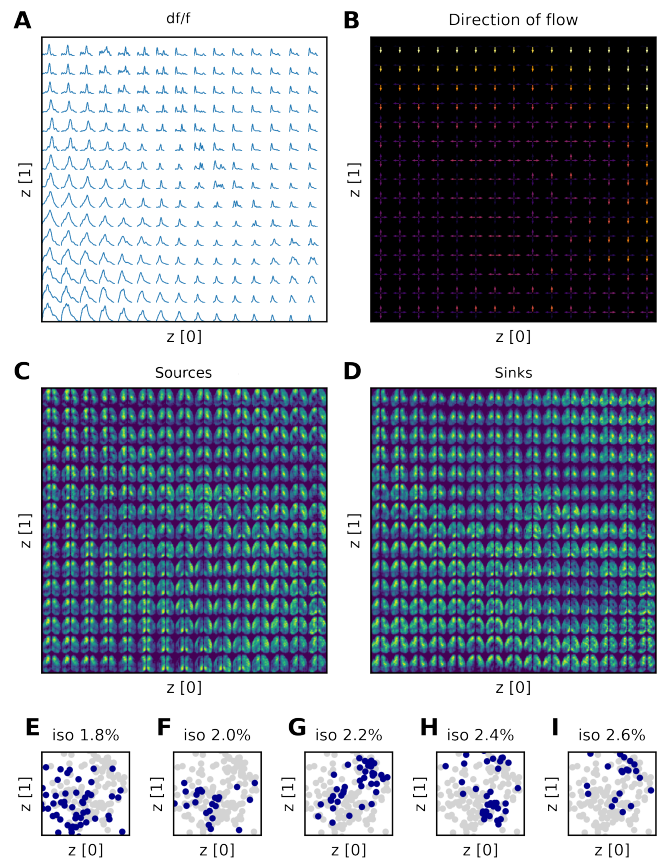 A
df/f
z [1]
z [0]
B
Direction of flow
z [1]
z [0]
C
Sources
z [1]
z [0]
D
Sinks
z [1]
z [0]
E
iso 1.8%
z [1]
z [0]
F
iso 2.0%
z [1]
z [0]
G
iso 2.2%
z [1]
z [0]
H
iso 2.4%
z [1]
z [0]
I
iso 2.6%
z [1]
z [0]